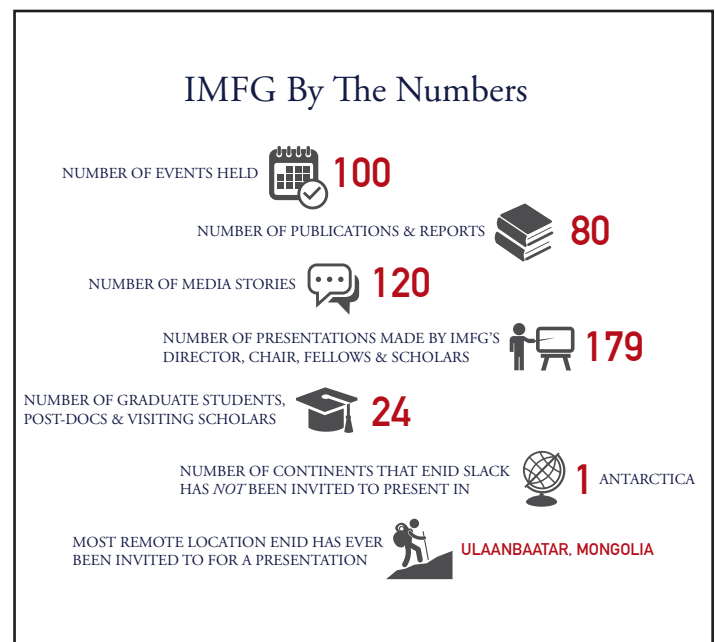 IMFG By The Numbers
NUMBER OF EVENTS HELD 100
NUMBER OF PUBLICATIONS & REPORTS 80
NUMBER OF MEDIA STORIES 120
NUMBER OF PRESENTATIONS MADE BY IMFG'S
DIRECTOR, CHAIR, FELLOWS & SCHOLARS 179
NUMBER OF GRADUATE STUDENTS,
POST-DOCS & VISITING SCHOLARS 24
NUMBER OF CONTINENTS THAT ENID SLACK
HAS NOT BEEN INVITED TO PRESENT IN 1 ANTARCTICA
MOST REMOTE LOCATION ENID HAS EVER
BEEN INVITED TO FOR A PRESENTATION ULAANBAATAR, MONGOLIA